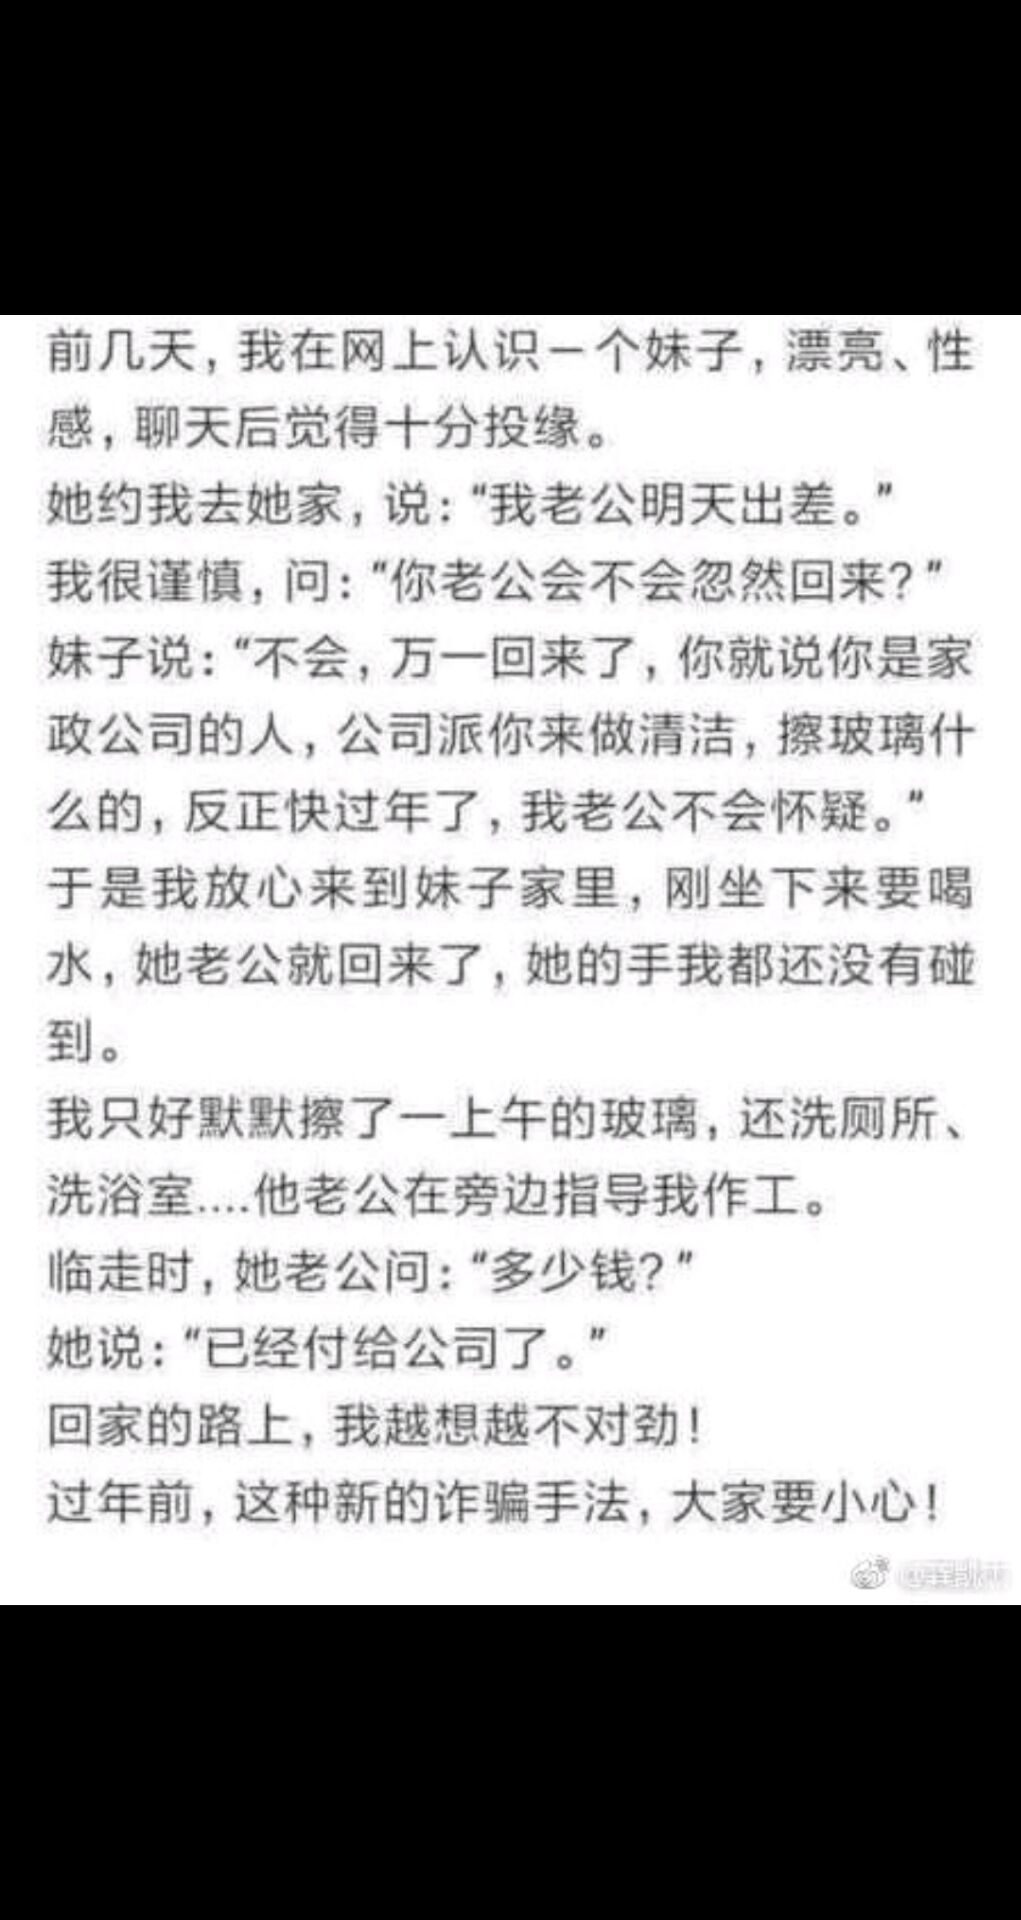 前几天，我在网上认识一个妹子，漂亮、性
感，聊天后觉得十分投缘。
她约我去她家，说：“我老公明天出差。”
我很谨慎，问：“你老公会不会忽然回来？”
妹子说：“不会，万一回来了，你就说你是家
政公司的人，公司派你来做清洁，擦玻璃什
么的，反正快过年了，我老公不会怀疑。”
于是我放心来到妹子家里，刚坐下来要喝
水，她老公就回来了，她的手我都还没有碰
到。
我只好默默擦了一上午的玻璃，还洗厕所、
洗浴室....他老公在旁边指导我作工。
临走时，她老公问：“多少钱？”
她说：“已经付给公司了。”
回家的路上，我越想越不对劲！
过年前，这种新的诈骗手法，大家要小心！